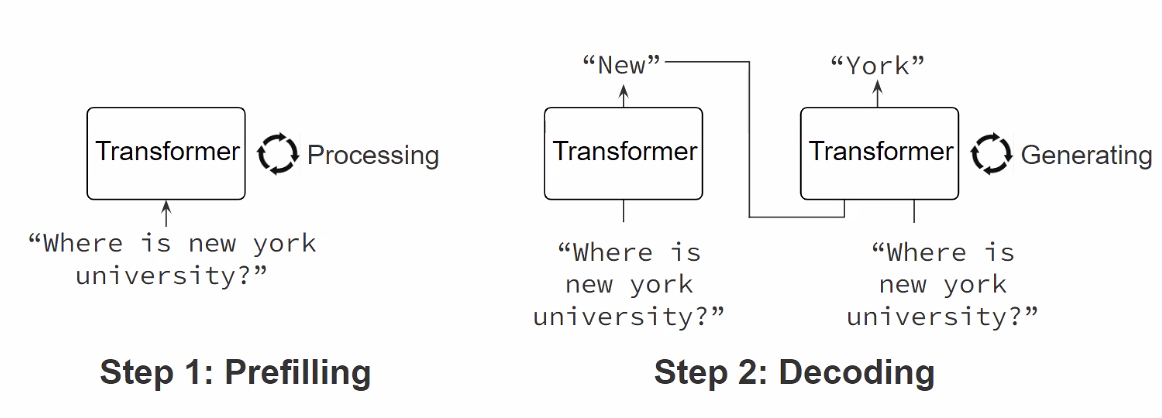 Transformer
Processing
“Where is new york
university?”
Step 1: Prefilling
“New”
“York”
Transformer
Transformer
Generating
“Where is
new york
university?”
“Where is
new york
university?”
Step 2: Decoding